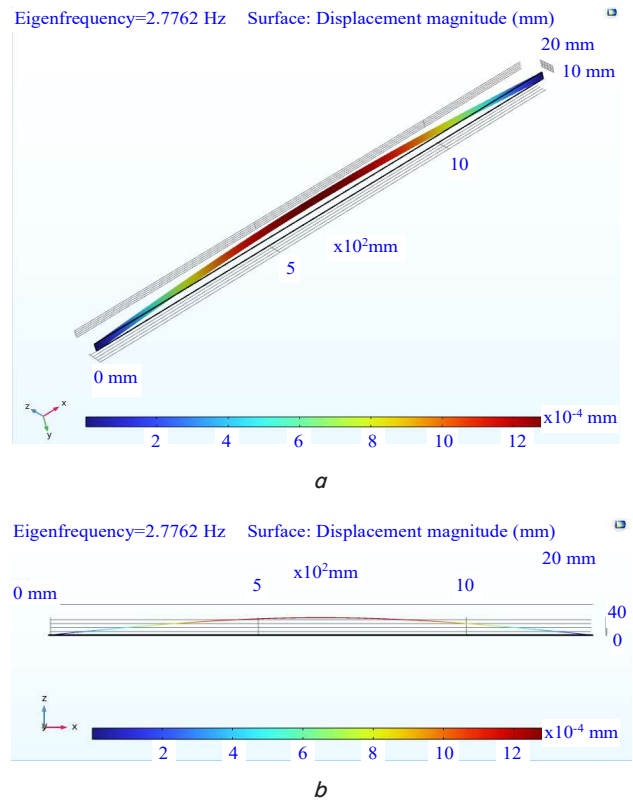 Eigenfrequency=2.7762 Hz Surface: Displacement magnitude (mm)
20 mm
10 mm
10
x10²mm
5
0 mm
z x
y
x10⁻⁴ mm
2 4 6 8 10 12
a
Eigenfrequency=2.7762 Hz Surface: Displacement magnitude (mm)
20 mm
x10²mm
0 mm 5 10
40
0
z
y x
x10⁻⁴ mm
2 4 6 8 10 12
b